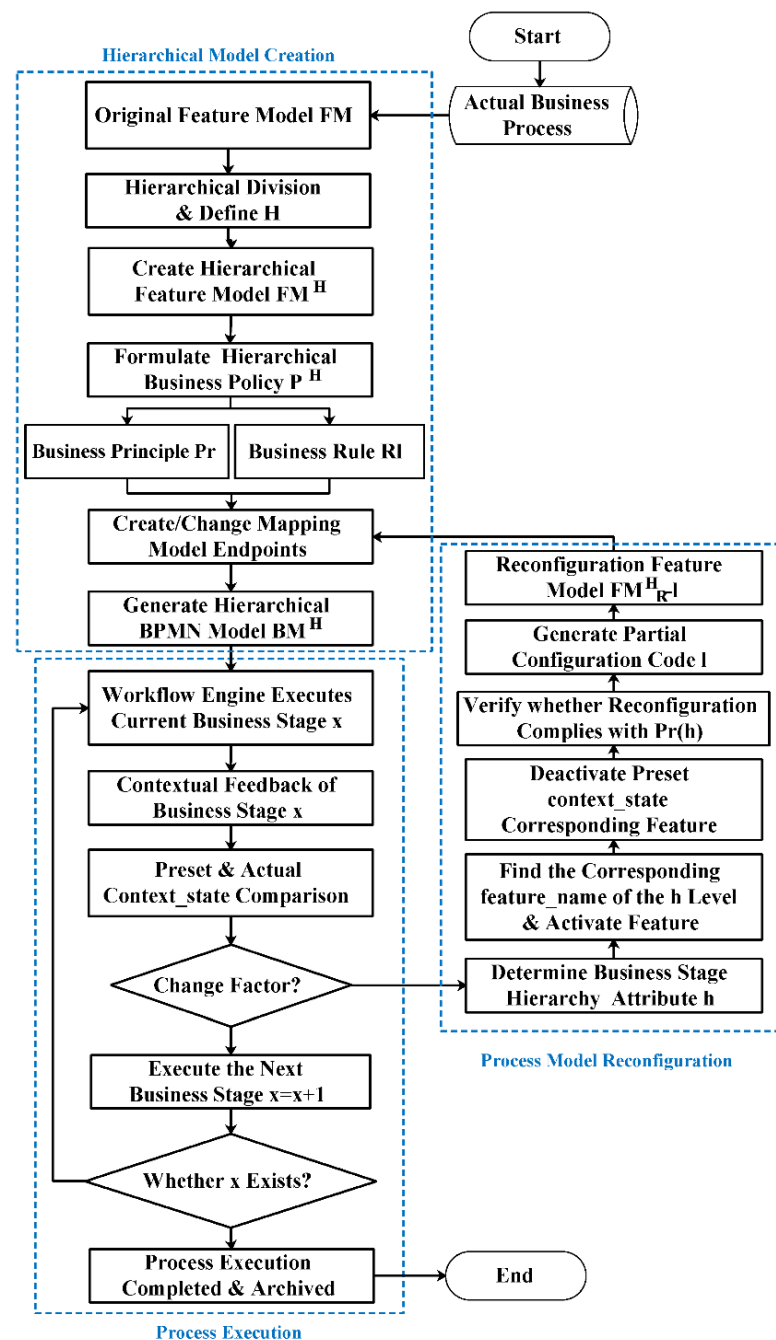 Hierarchical Model Creation
Start
Original Feature Model FM
Actual Business
Process
Hierarchical Division
& Define H
Create Hierarchical
Feature Model FM^H
Formulate Hierarchical
Business Policy P^H
Business Principle Pr
Business Rule Rl
Create/Change Mapping
Model Endpoints
Generate Hierarchical
BPMN Model BM^H
Reconfiguration Feature
Model FM^H_R-l
Generate Partial
Configuration Code l
Verify whether Reconfiguration
Complies with Pr(h)
Deactivate Preset
context_state
Corresponding Feature
Find the Corresponding
feature_name of the h Level
& Activate Feature
Determine Business Stage
Hierarchy Attribute h
Process Model Reconfiguration
Workflow Engine Executes
Current Business Stage x
Contextual Feedback of
Business Stage x
Preset & Actual
Context_state Comparison
Change Factor?
Execute the Next
Business Stage x=x+1
Whether x Exists?
Process Execution
Completed & Archived
End
Process Execution